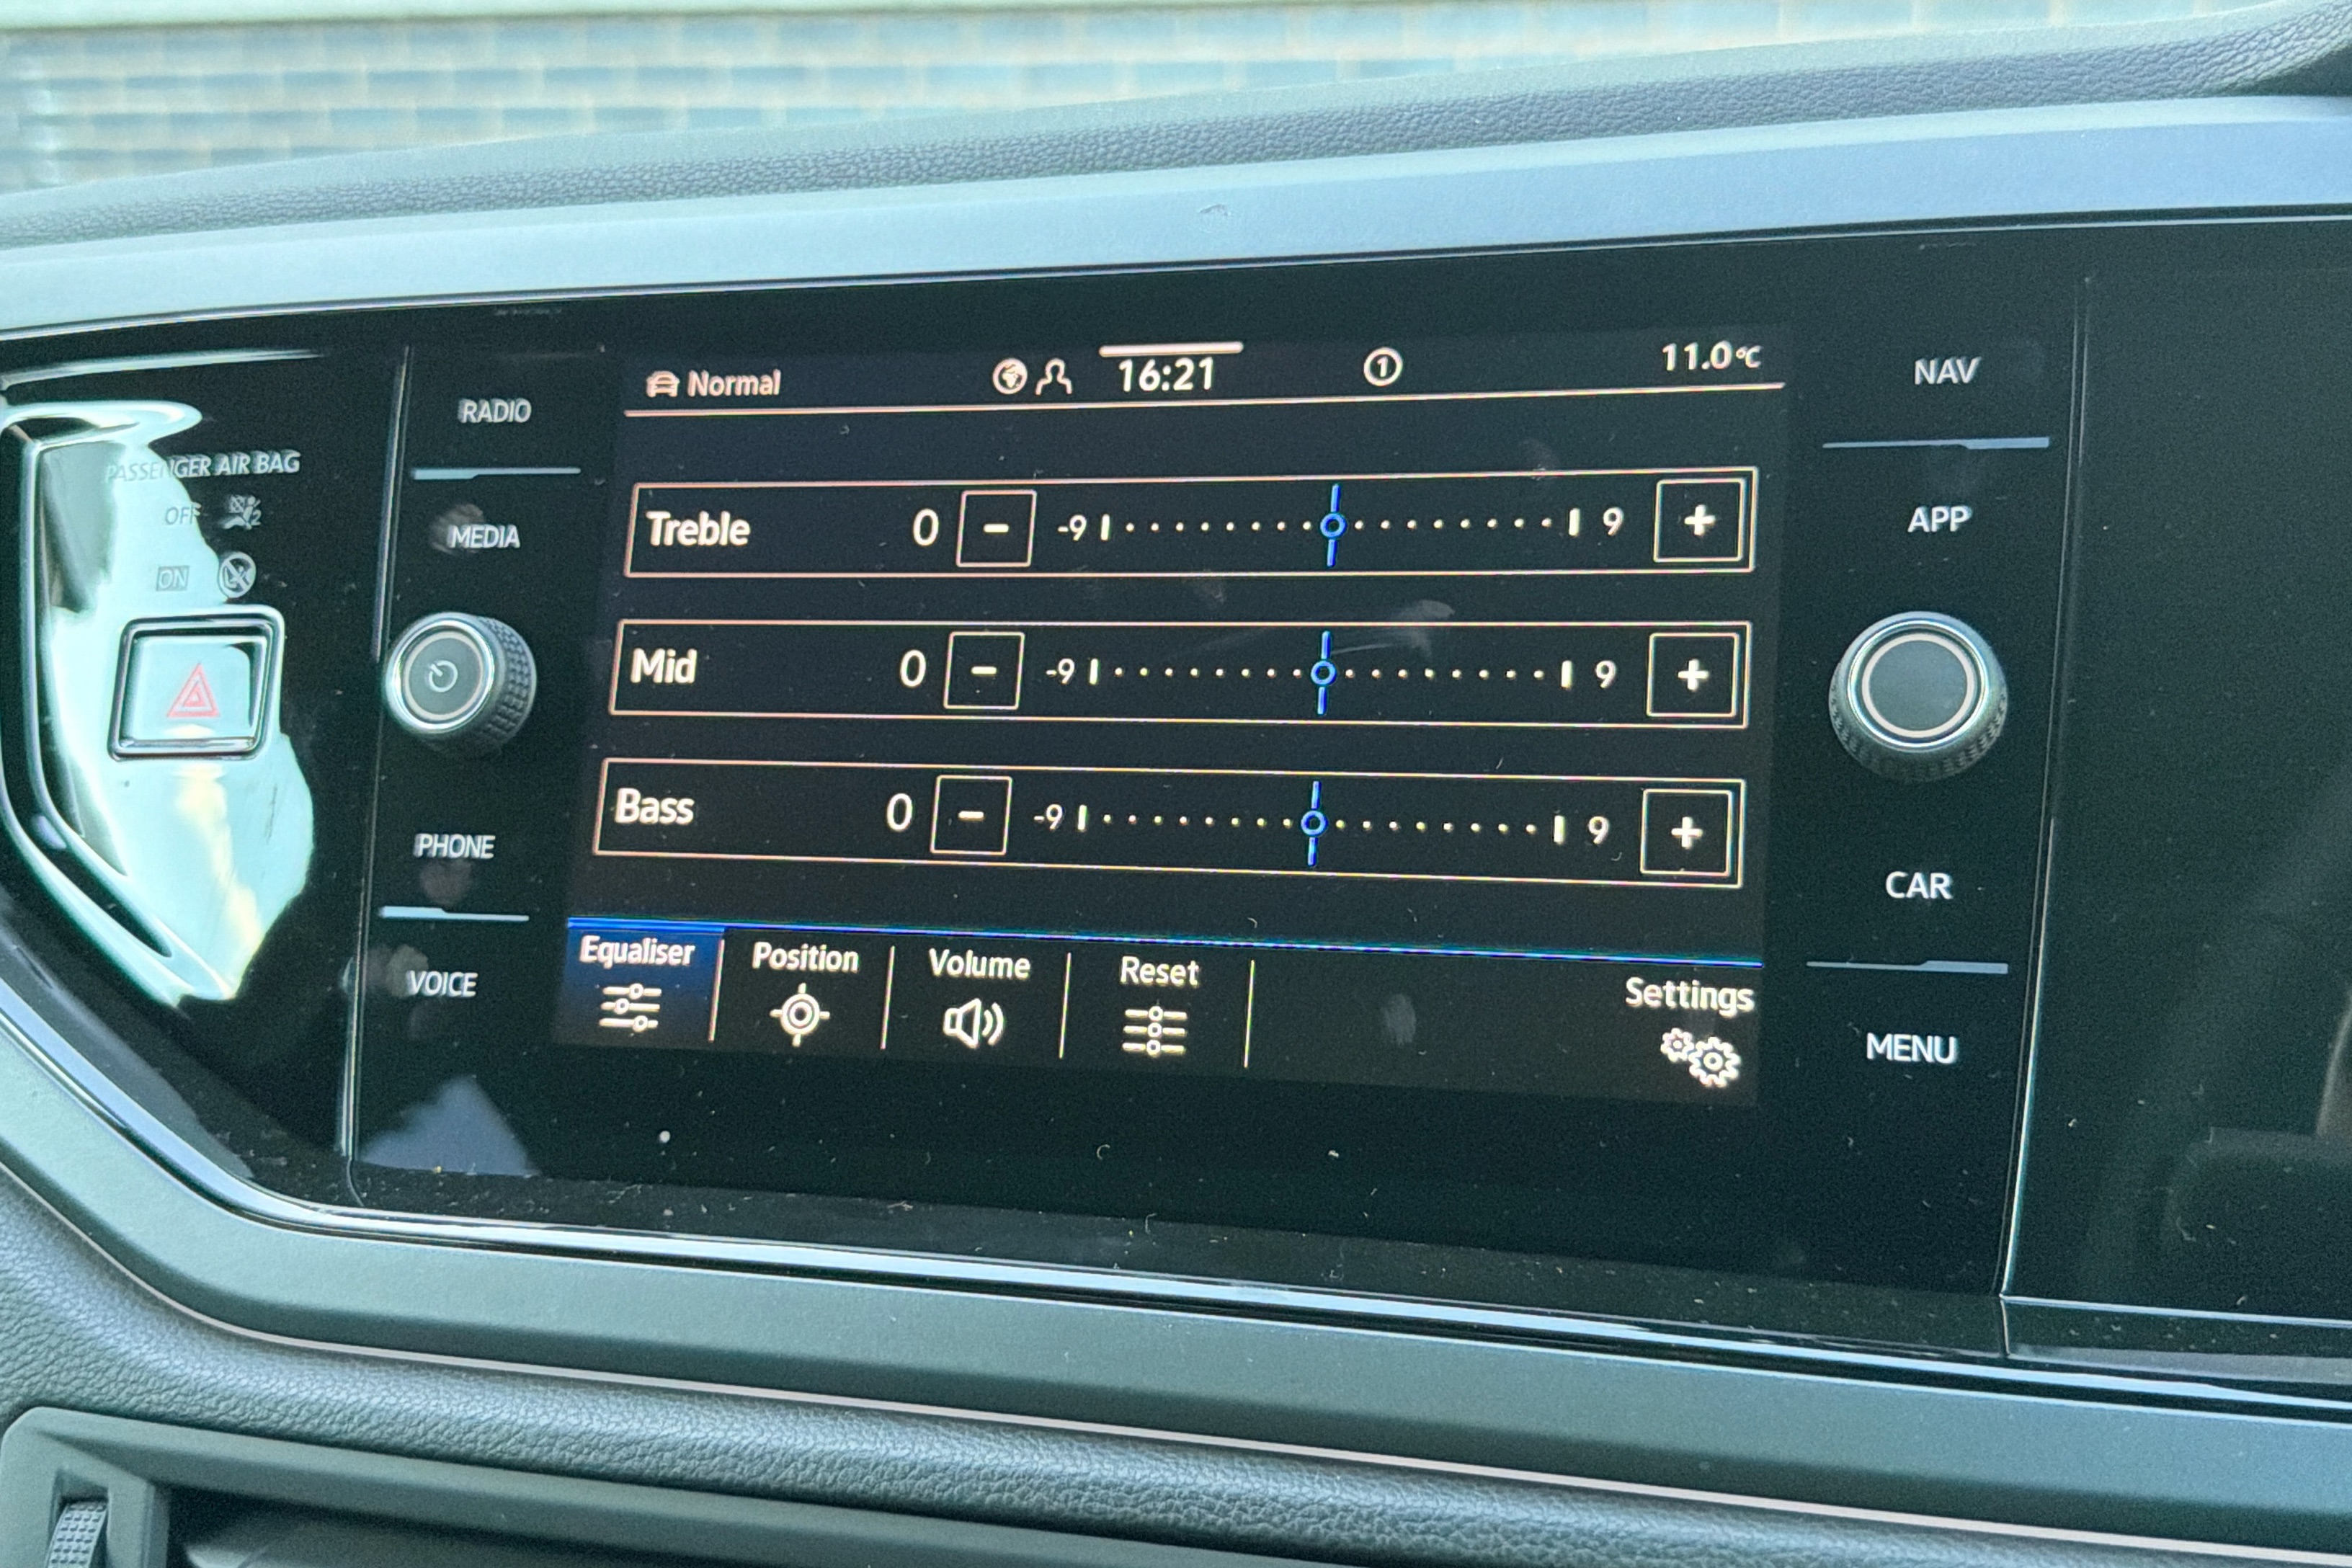 Normal 16:21 1 11.0°C
RADIO
MEDIA
PHONE
VOICE
PASSENGER AIR BAG
OFF
ON
Treble 0 - -9 9 +
Mid 0 - -9 9 +
Bass 0 - -9 9 +
Equaliser Position Volume Reset Settings
NAV
APP
CAR
MENU